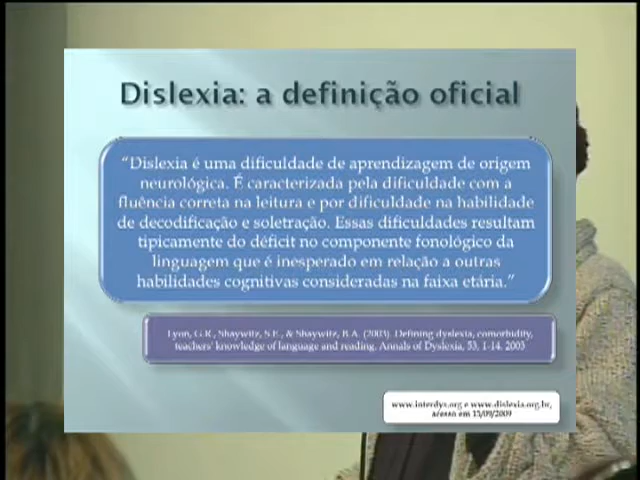 Dislexia: a definição oficial
“Dislexia é uma dificuldade de aprendizagem de origem
neurológica. É caracterizada pela dificuldade com a
fluência correta na leitura e por dificuldade na habilidade
de decodificação e soletração. Essas dificuldades resultam
tipicamente do déficit no componente fonológico da
linguagem que é inesperado em relação a outras
habilidades cognitivas consideradas na faixa etária.”
Lyon, G.R., Shaywitz, S.E., & Shaywitz, B.A. (2003). Defining dyslexia, comorbidity,
teachers' knowledge of language and reading. Annals of Dyslexia, 53, 1-14. 2003
www.interdys.org e www.dislexia.org.br,
acesso em 13/09/2009